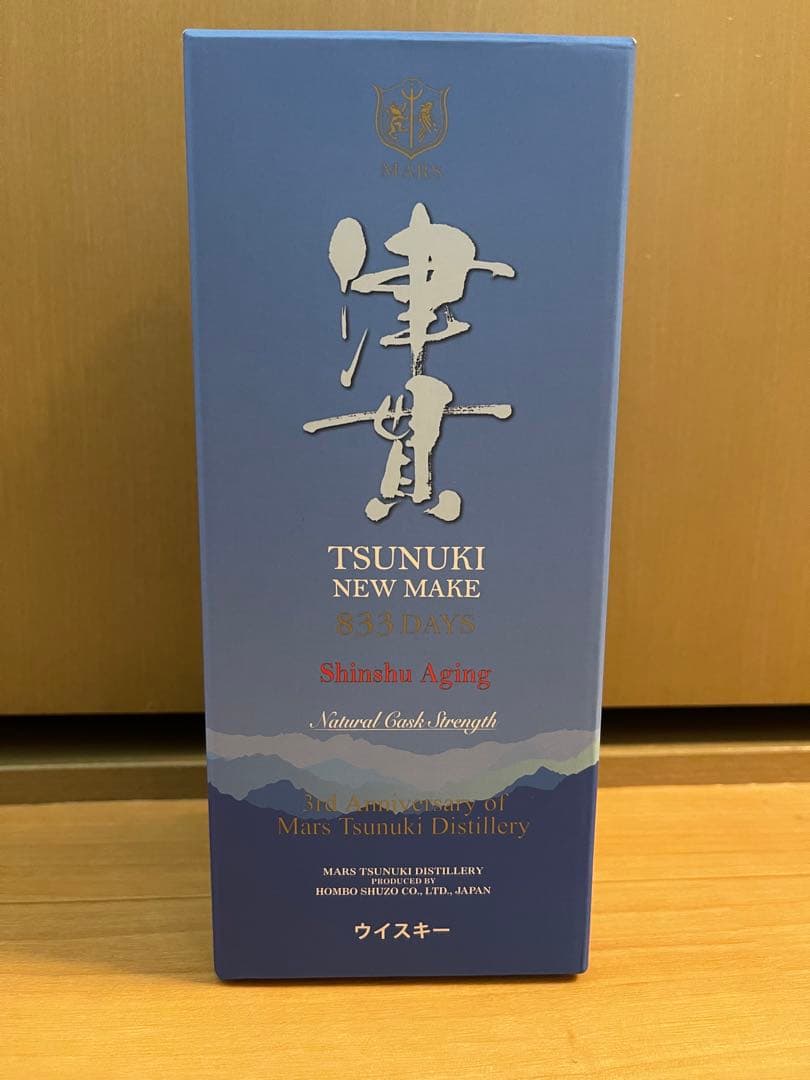 MARS
津貫
TSUNUKI
NEW MAKE
833 DAYS
Shinshu Aging
Natural Cask Strength
3rd Anniversary of
Mars Tsunuki Distillery
MARS TSUNUKI DISTILLERY
PRODUCED BY
HOMBO SHUZO CO., LTD., JAPAN
ウイスキー